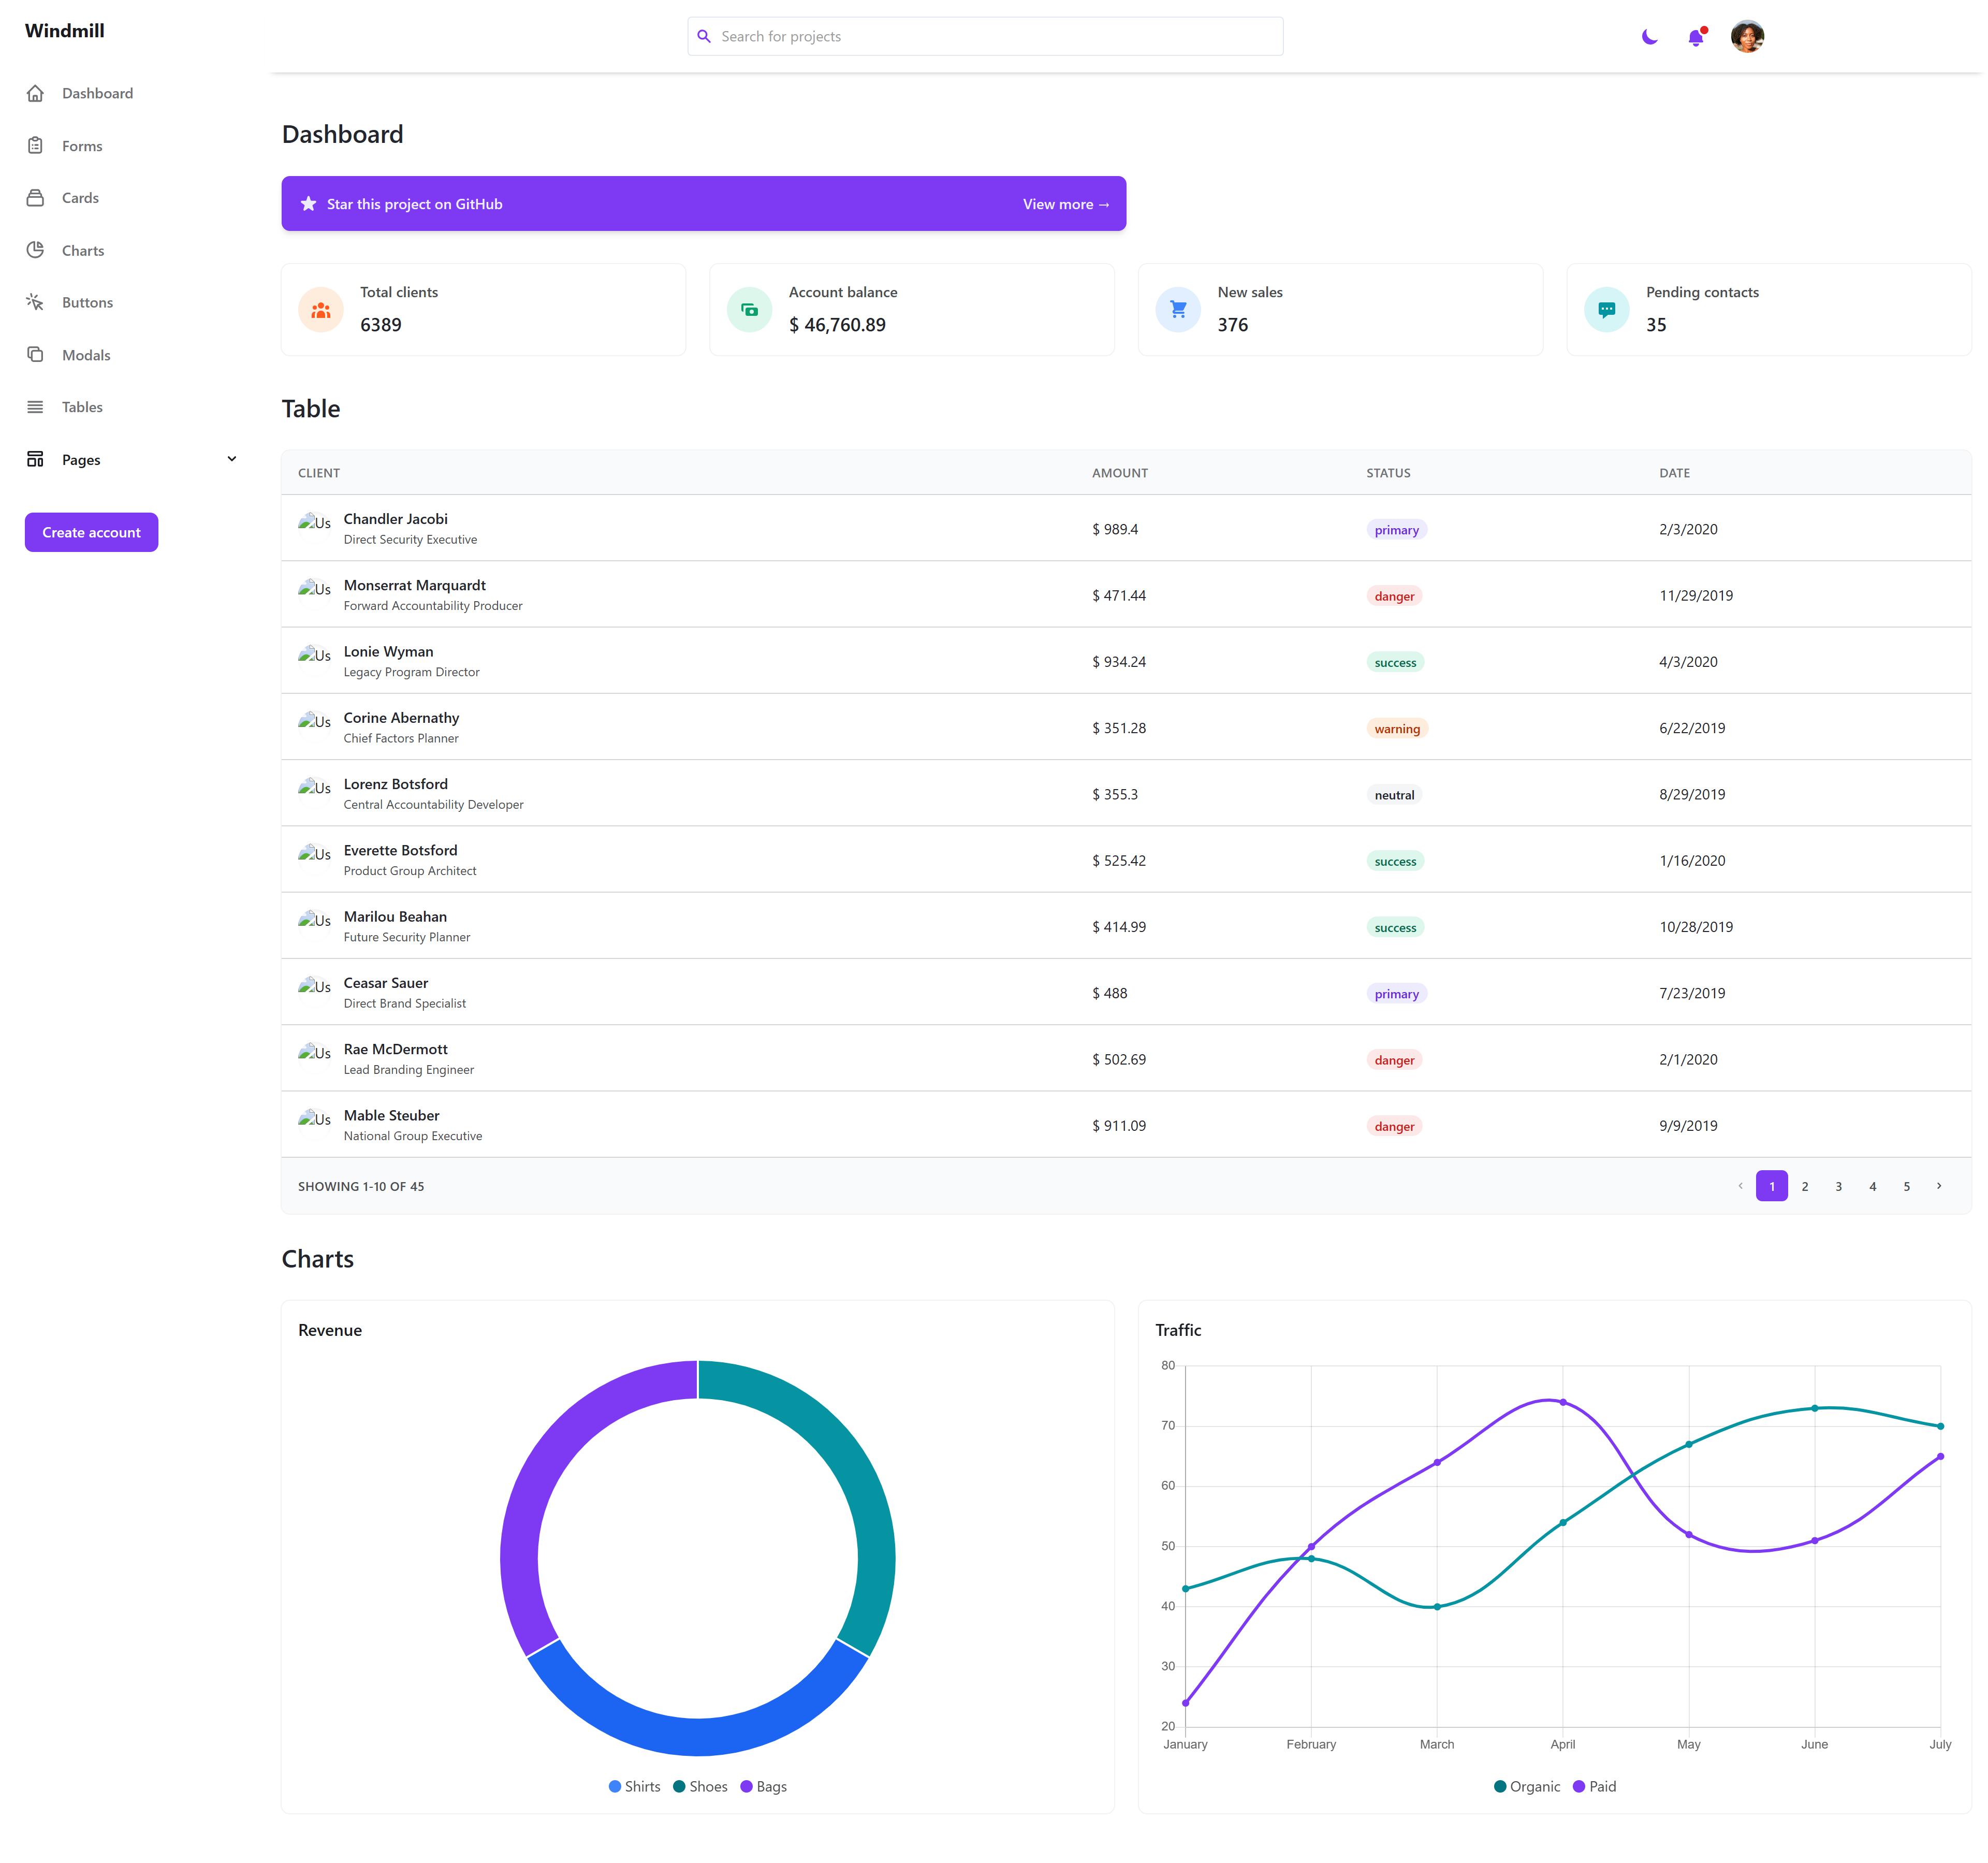 Windmill
Search for projects
Dashboard
Forms
Cards
Charts
Buttons
Modals
Tables
Pages
Create account
Dashboard
Star this project on GitHub
View more →
Total clients
6389
Account balance
$ 46,760.89
New sales
376
Pending contacts
35
Table
CLIENT AMOUNT STATUS DATE
Us Chandler Jacobi
Direct Security Executive
$ 989.4 primary 2/3/2020
Us Monserrat Marquardt
Forward Accountability Producer
$ 471.44 danger 11/29/2019
Us Lonie Wyman
Legacy Program Director
$ 934.24 success 4/3/2020
Us Corine Abernathy
Chief Factors Planner
$ 351.28 warning 6/22/2019
Us Lorenz Botsford
Central Accountability Developer
$ 355.3 neutral 8/29/2019
Us Everette Botsford
Product Group Architect
$ 525.42 success 1/16/2020
Us Marilou Beahan
Future Security Planner
$ 414.99 success 10/28/2019
Us Ceasar Sauer
Direct Brand Specialist
$ 488 primary 7/23/2019
Us Rae McDermott
Lead Branding Engineer
$ 502.69 danger 2/1/2020
Us Mable Steuber
National Group Executive
$ 911.09 danger 9/9/2019
SHOWING 1-10 OF 45
1 2 3 4 5
Charts
Revenue
Shirts Shoes Bags
Traffic
80
70
60
50
40
30
20
January February March April May June July
Organic Paid